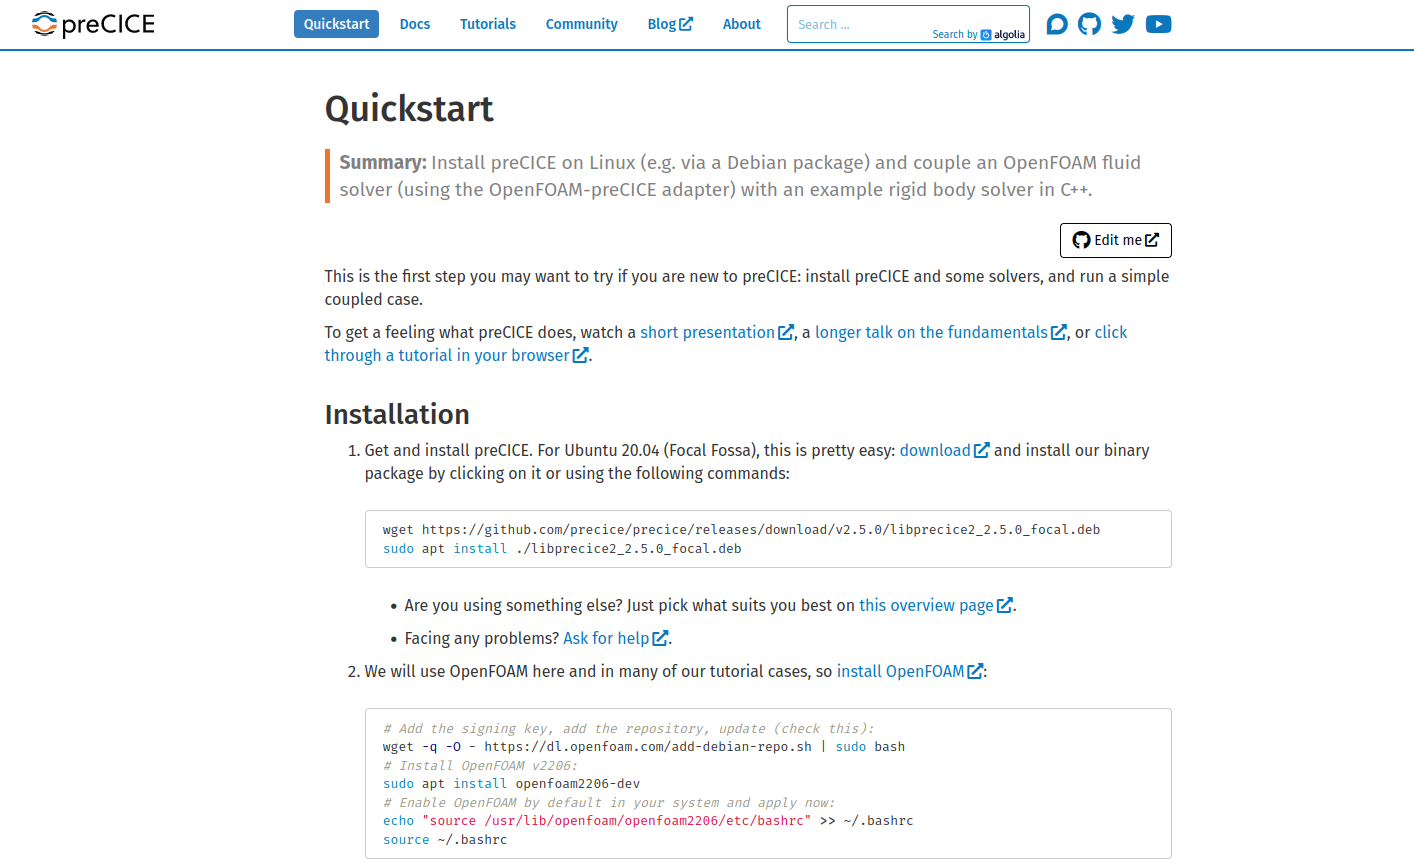 preCICE
Quickstart Docs Tutorials Community Blog About
Search ...
Search by algolia
Quickstart
Summary: Install preCICE on Linux (e.g. via a Debian package) and couple an OpenFOAM fluid
solver (using the OpenFOAM-preCICE adapter) with an example rigid body solver in C++.
Edit me
This is the first step you may want to try if you are new to preCICE: install preCICE and some solvers, and run a simple
coupled case.
To get a feeling what preCICE does, watch a short presentation, a longer talk on the fundamentals, or click
through a tutorial in your browser.
Installation
1. Get and install preCICE. For Ubuntu 20.04 (Focal Fossa), this is pretty easy: download and install our binary
package by clicking on it or using the following commands:
wget https://github.com/precice/precice/releases/download/v2.5.0/libprecice2_2.5.0_focal.deb
sudo apt install ./libprecice2_2.5.0_focal.deb
• Are you using something else? Just pick what suits you best on this overview page.
• Facing any problems? Ask for help.
2. We will use OpenFOAM here and in many of our tutorial cases, so install OpenFOAM:
# Add the signing key, add the repository, update (check this):
wget -q -O - https://dl.openfoam.com/add-debian-repo.sh | sudo bash
# Install OpenFOAM v2206:
sudo apt install openfoam2206-dev
# Enable OpenFOAM by default in your system and apply now:
echo "source /usr/lib/openfoam/openfoam2206/etc/bashrc" >> ~/.bashrc
source ~/.bashrc